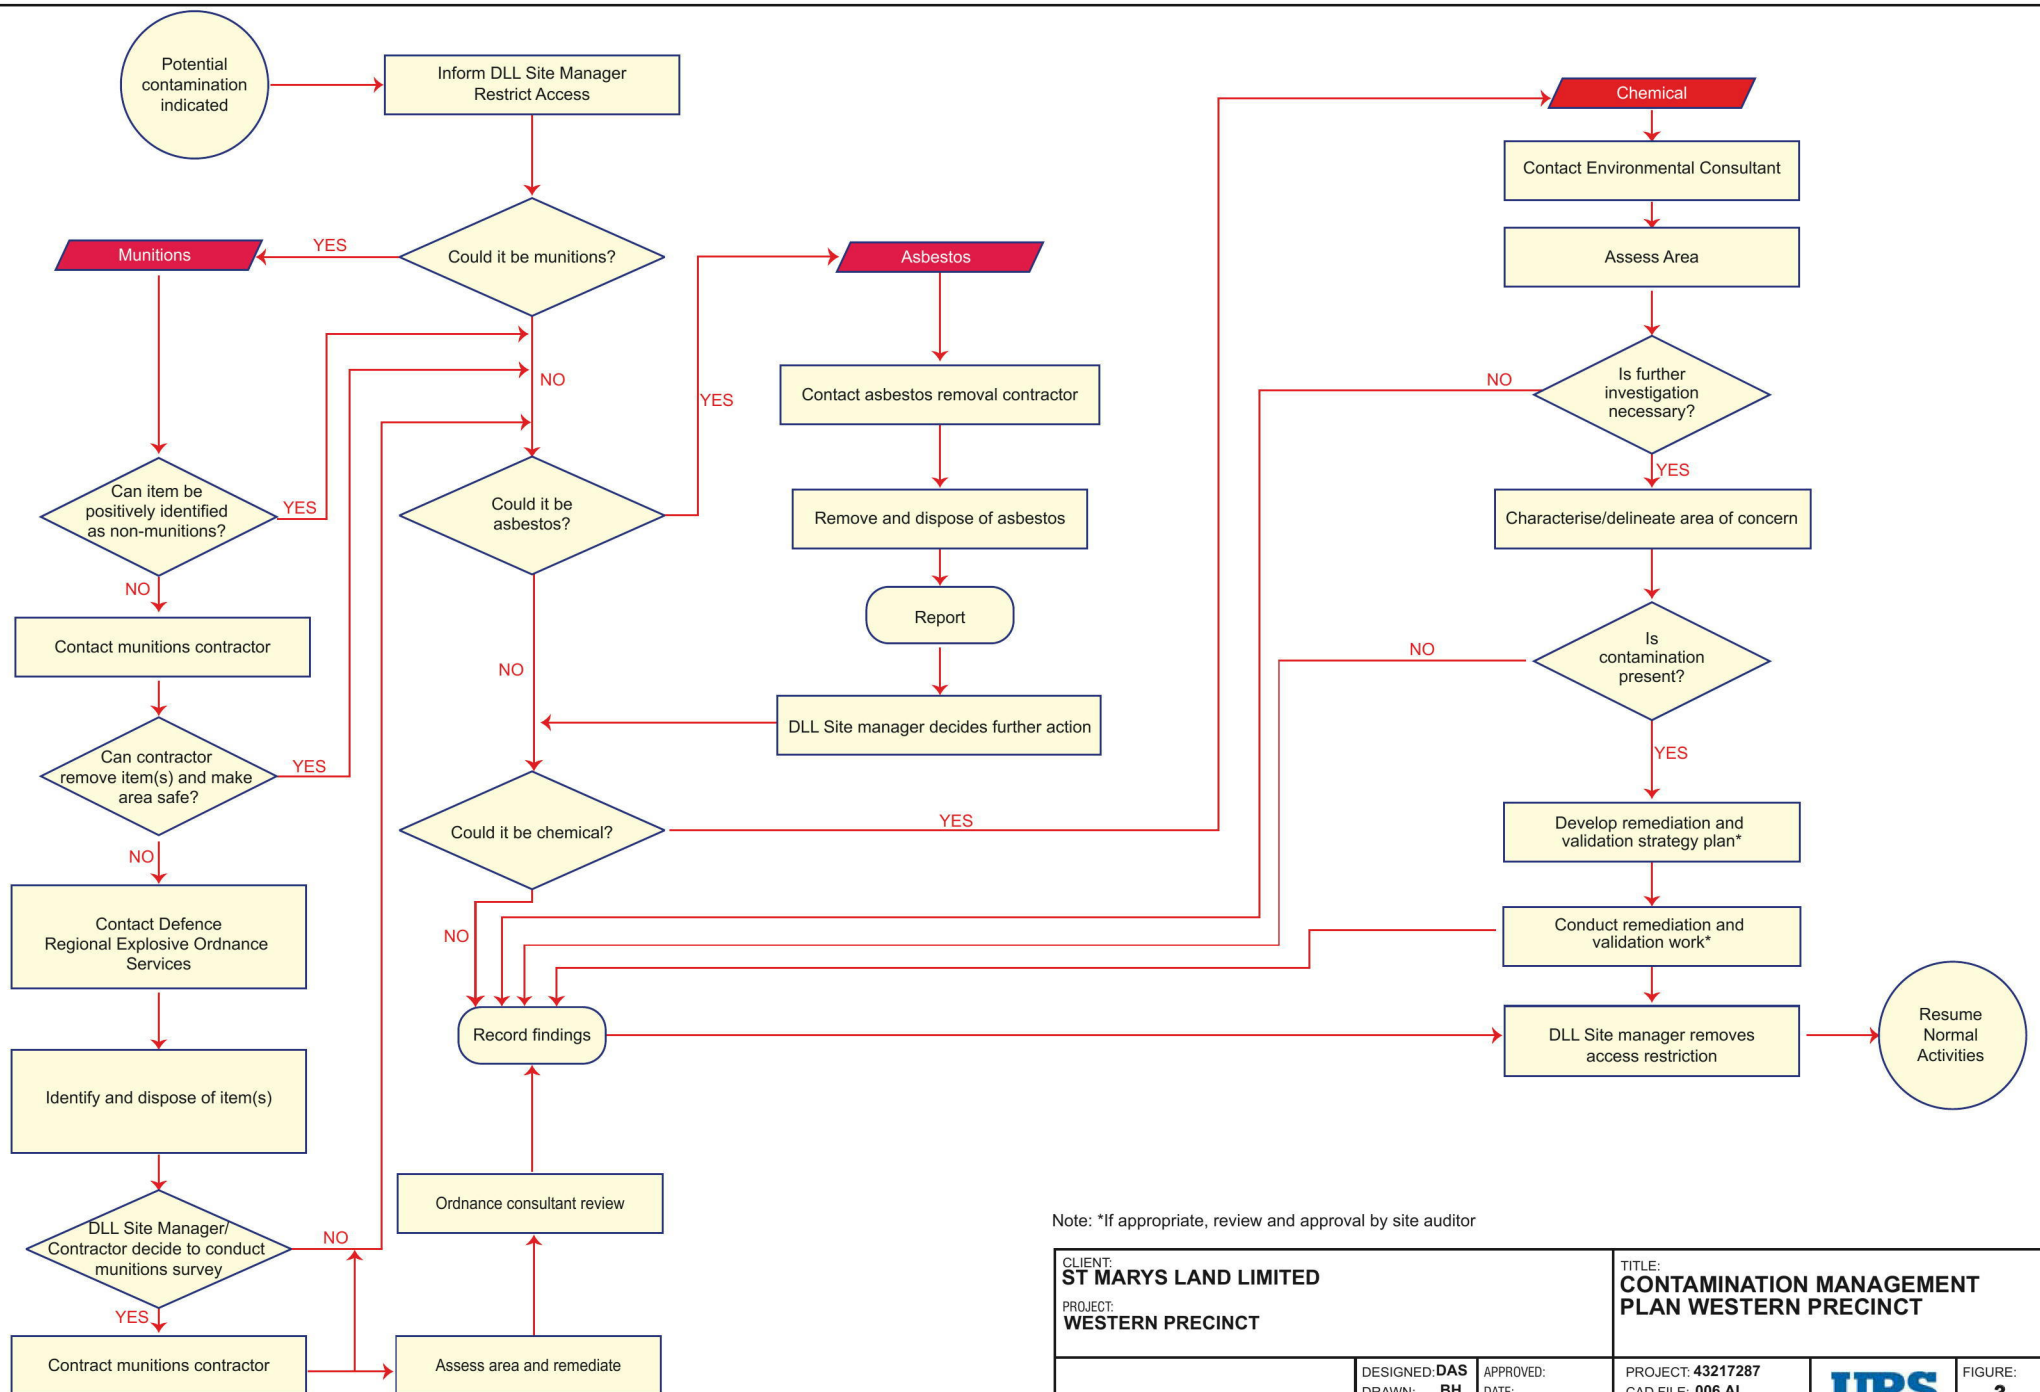 Potential
contamination
indicated
Inform DLL Site Manager
Restrict Access
Could it be munitions?
YES
Munitions
NO
Can item be
positively identified
as non-munitions?
YES
NO
Contact munitions contractor
Can contractor
remove item(s) and make
area safe?
YES
NO
Contact Defence
Regional Explosive Ordnance
Services
Identify and dispose of item(s)
DLL Site Manager/
Contractor decide to conduct
munitions survey
NO
YES
Contract munitions contractor
Assess area and remediate
Ordnance consultant review
Could it be
asbestos?
YES
NO
Asbestos
Contact asbestos removal contractor
Remove and dispose of asbestos
Report
DLL Site manager decides further action
Could it be chemical?
YES
NO
Record findings
Chemical
Contact Environmental Consultant
Assess Area
Is further
investigation
necessary?
NO
YES
Characterise/delineate area of concern
Is
contamination
present?
NO
YES
Develop remediation and
validation strategy plan*
Conduct remediation and
validation work*
DLL Site manager removes
access restriction
Resume
Normal
Activities
Note: *If appropriate, review and approval by site auditor
CLIENT:
ST MARYS LAND LIMITED
PROJECT:
WESTERN PRECINCT
TITLE:
CONTAMINATION MANAGEMENT
PLAN WESTERN PRECINCT
DESIGNED: DAS
DRAWN: BH
APPROVED:
DATE:
PROJECT: 43217287
CAD FILE: 006.AI
URS
FIGURE: